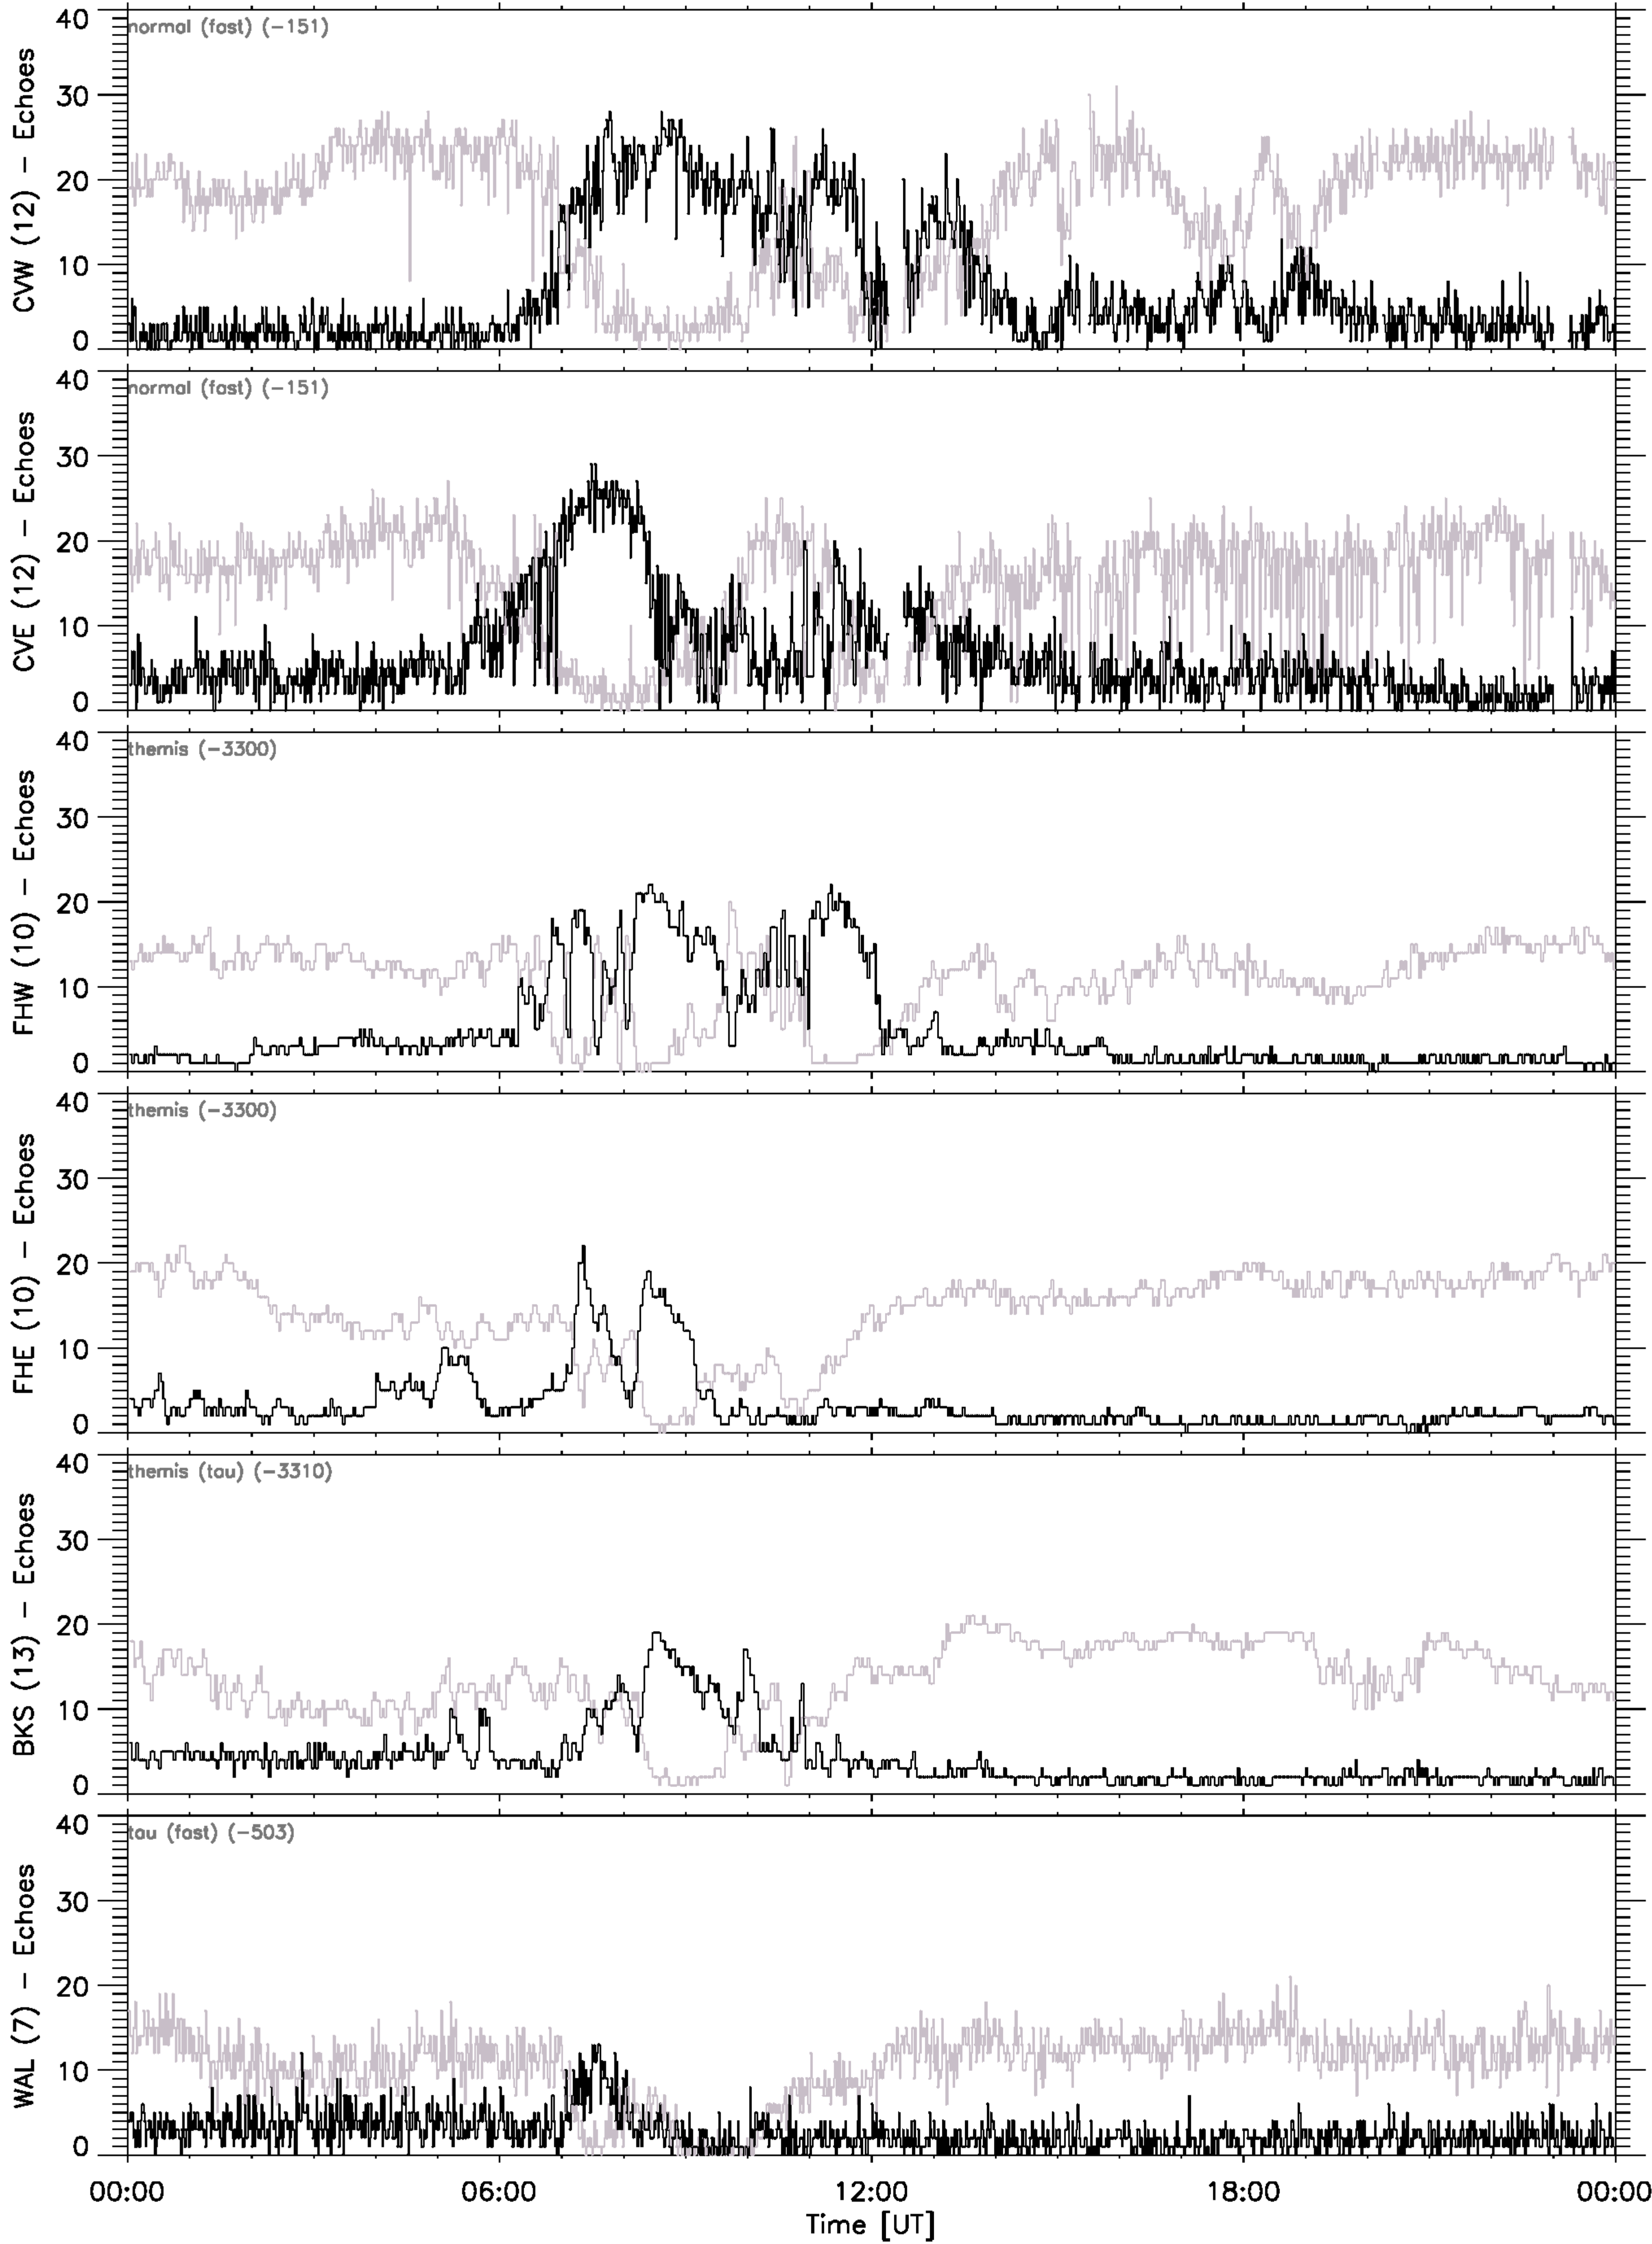 CVW (12) − Echoes
40
normal (fast) (−151)
30
20
10
0
CVE (12) − Echoes
40
normal (fast) (−151)
30
20
10
0
FHW (10) − Echoes
40
themis (−3300)
30
20
10
0
FHE (10) − Echoes
40
themis (−3300)
30
20
10
0
BKS (13) − Echoes
40
themis (tau) (−3310)
30
20
10
0
WAL (7) − Echoes
40
tau (fast) (−503)
30
20
10
0
00:00 06:00 12:00 18:00 00:00
Time [UT]